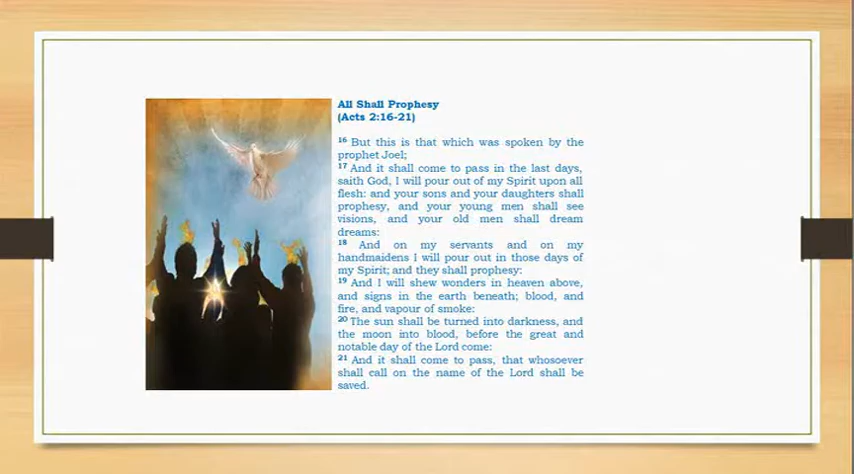 All Shall Prophesy
(Acts 2:16-21)
16 But this is that which was spoken by the
prophet Joel;
17 And it shall come to pass in the last days,
saith God, I will pour out of my Spirit upon all
flesh: and your sons and your daughters shall
prophesy, and your young men shall see
visions, and your old men shall dream
dreams:
18 And on my servants and on my
handmaidens I will pour out in those days of
my Spirit; and they shall prophesy:
19 And I will shew wonders in heaven above,
and signs in the earth beneath; blood, and
fire, and vapour of smoke:
20 The sun shall be turned into darkness, and
the moon into blood, before the great and
notable day of the Lord come:
21 And it shall come to pass, that whosoever
shall call on the name of the Lord shall be
saved.